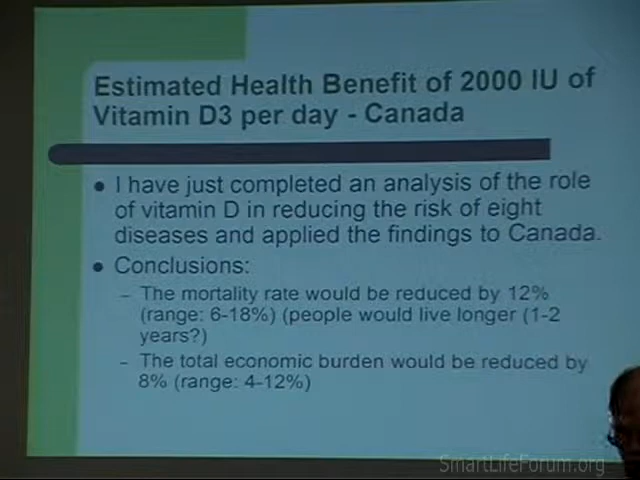 Estimated Health Benefit of 2000 IU of
Vitamin D3 per day - Canada
• I have just completed an analysis of the role
of vitamin D in reducing the risk of eight
diseases and applied the findings to Canada.
• Conclusions:
– The mortality rate would be reduced by 12%
(range: 6-18%) (people would live longer (1-2
years?)
– The total economic burden would be reduced by
8% (range: 4-12%)
SmartLifeForum.org